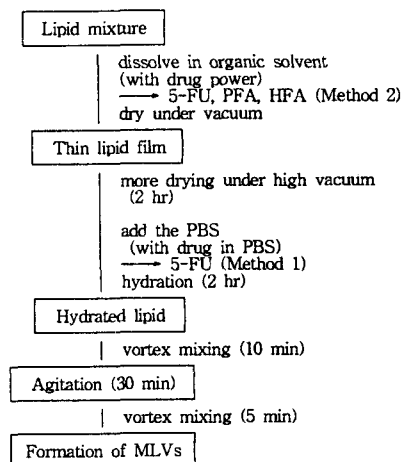 Lipid mixture
dissolve in organic solvent
(with drug power)
→ 5-FU, PFA, HFA (Method 2)
dry under vacuum
Thin lipid film
more drying under high vacuum
(2 hr)
add the PBS
(with drug in PBS)
→ 5-FU (Method 1)
hydration (2 hr)
Hydrated lipid
vortex mixing (10 min)
Agitation (30 min)
vortex mixing (5 min)
Formation of MLVs